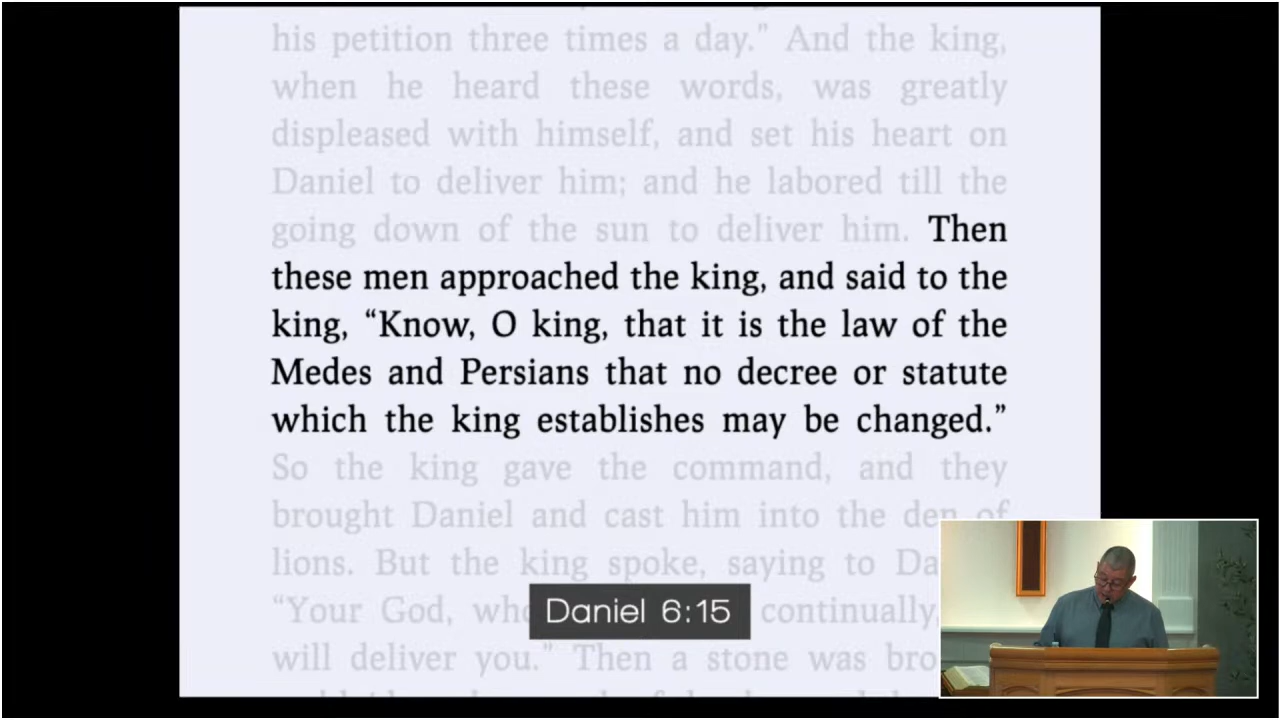 his petition three times a day.” And the king,
when he heard these words, was greatly
displeased with himself, and set his heart on
Daniel to deliver him; and he labored till the
going down of the sun to deliver him. Then
these men approached the king, and said to the
king, “Know, O king, that it is the law of the
Medes and Persians that no decree or statute
which the king establishes may be changed.”
So the king gave the command, and they
brought Daniel and cast him into the den of
lions. But the king spoke, saying to
“Your God, continually,
will deliver you.” Then a stone was
Daniel 6:15